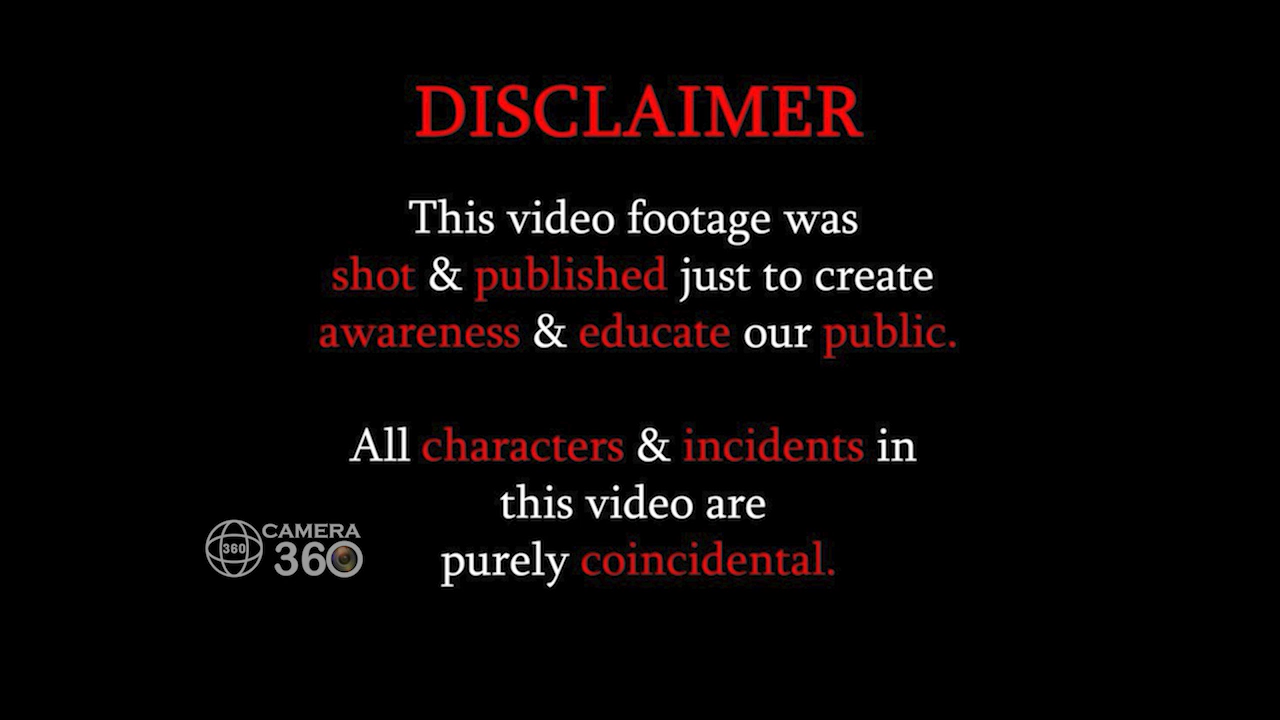 DISCLAIMER
This video footage was
shot & published just to create
awareness & educate our public.
All characters & incidents in
this video are
purely coincidental.
360
CAMERA
360